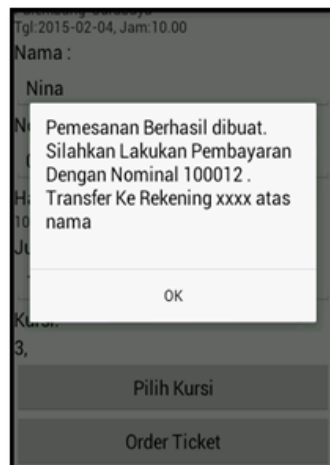 Tgl:2015-02-04, Jam:10.00
Nama :
Nina
Pemesanan Berhasil dibuat.
Silahkan Lakukan Pembayaran
Dengan Nominal 100012 .
Transfer Ke Rekening xxxx atas
nama
OK
Kursi:
3,
Pilih Kursi
Order Ticket